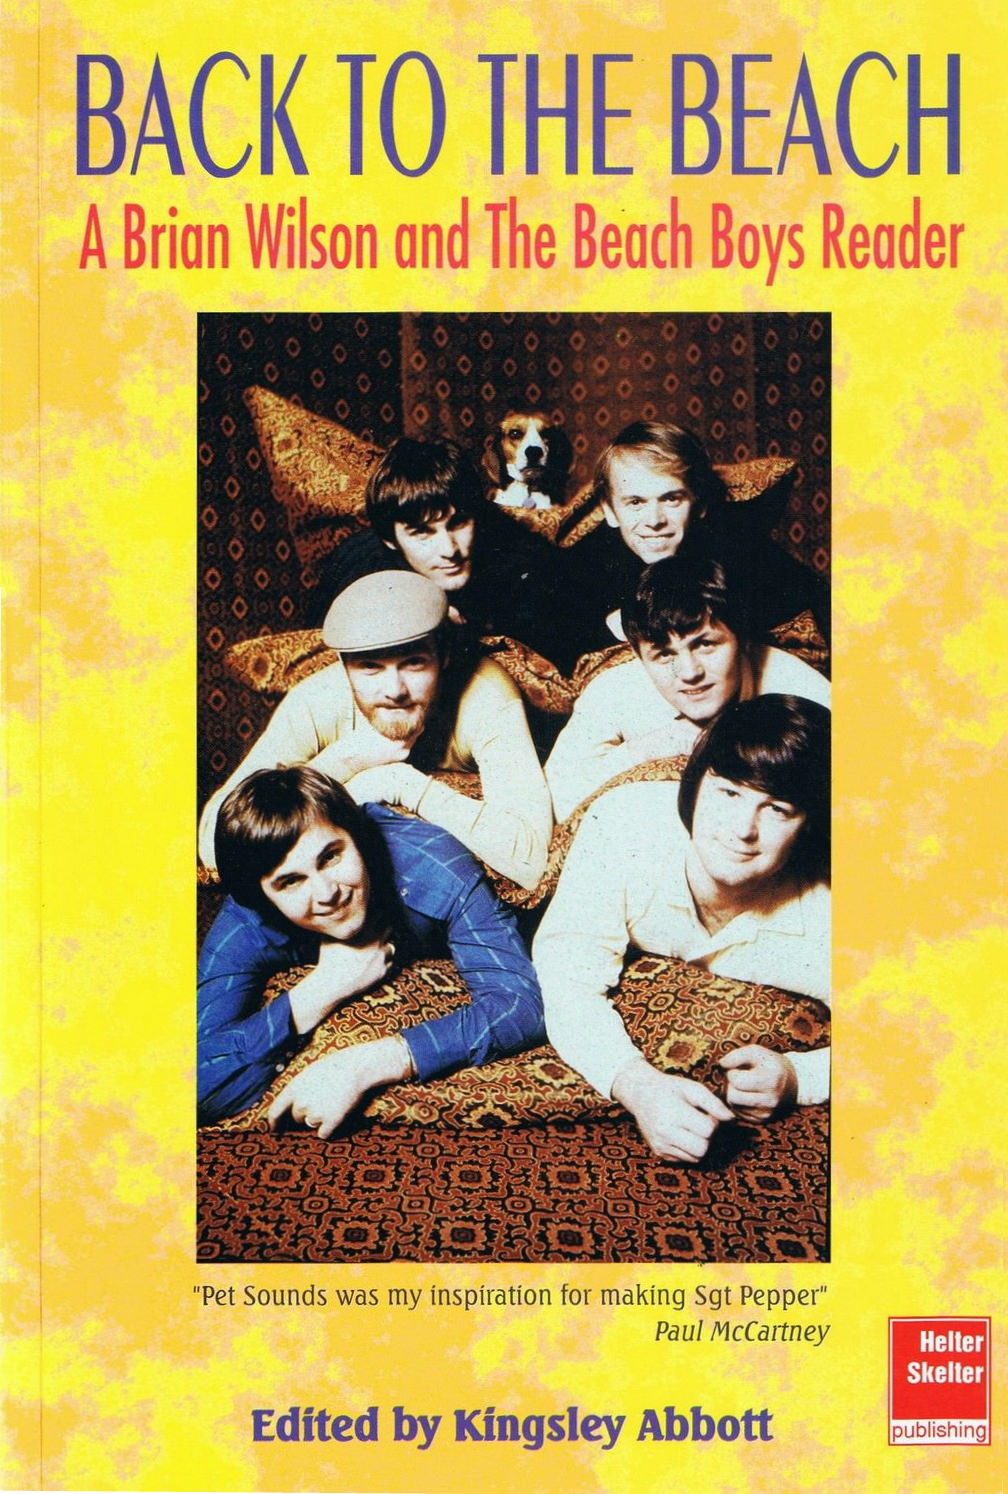 BACK TO THE BEACH
A Brian Wilson and The Beach Boys Reader
"Pet Sounds was my inspiration for making Sgt Pepper"
Paul McCartney
Helter
Skelter
publishing
Edited by Kingsley Abbott